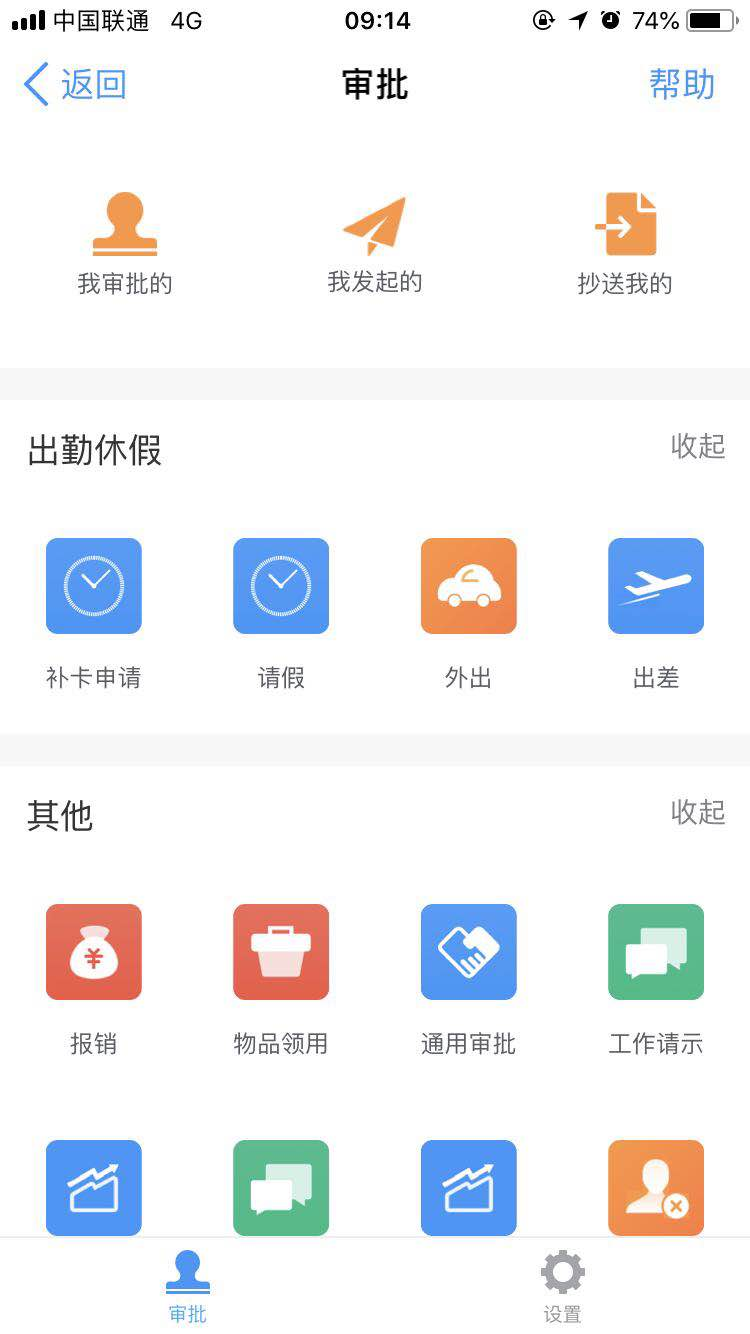 中国联通 4G 09:14 74%
返回 审批 帮助
我审批的 我发起的 抄送我的
出勤休假 收起
补卡申请 请假 外出 出差
其他 收起
¥
报销 物品领用 通用审批 工作请示
审批 设置